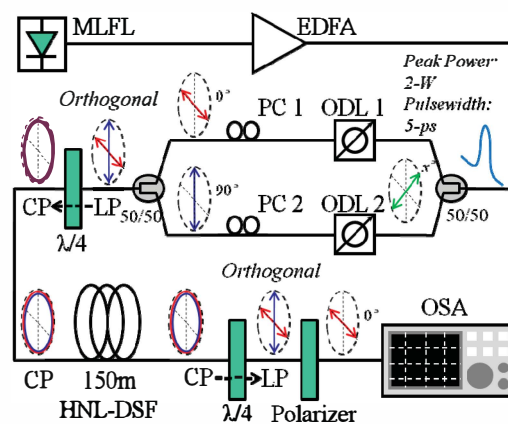 MLFL
EDFA
Peak Power:
2-W
Pulsewidth:
5-ps
Orthogonal
0°
PC 1
ODL 1
x°
CP
LP
50/50
λ/4
90°
PC 2
ODL 2
50/50
Orthogonal
0°
OSA
CP
150m
HNL-DSF
CP
LP
λ/4
Polarizer